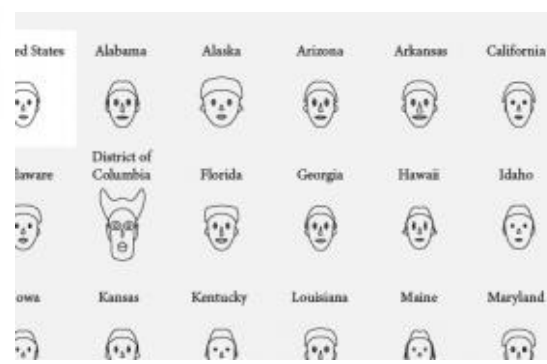 ed States Alabama Alaska Arizona Arkansas California
District of
laware Columbia Florida Georgia Hawaii Idaho
owa Kansas Kentucky Louisiana Maine Maryland